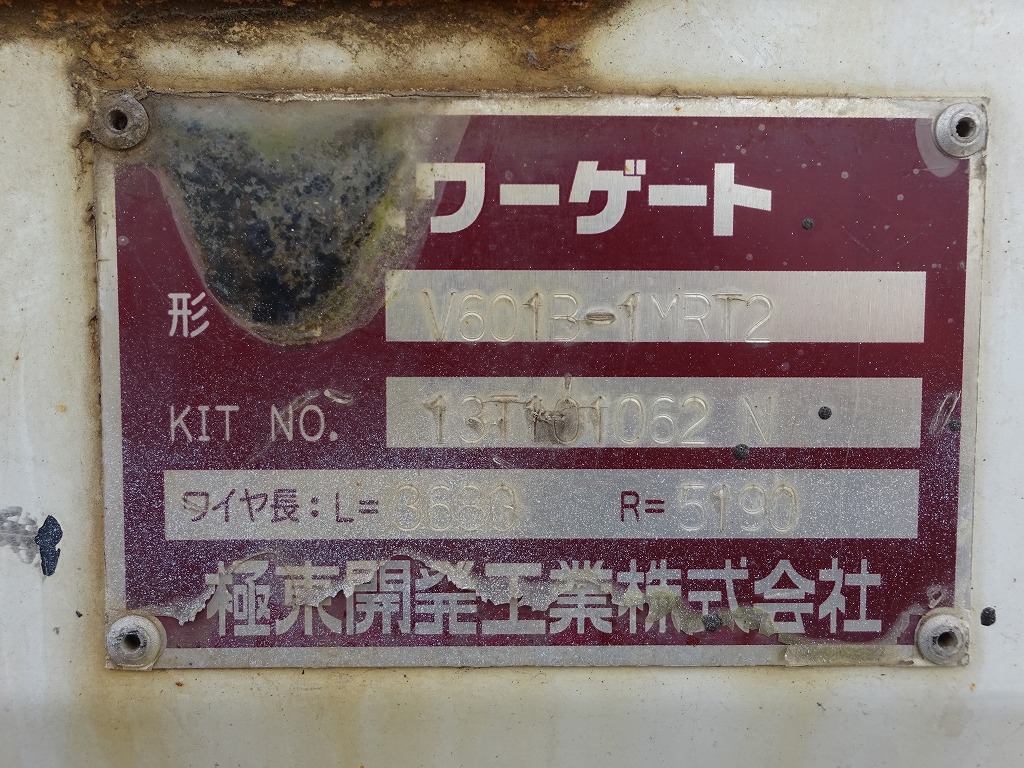 ワーゲート
形 V601B-1MRT2
KIT NO. 13T101062 N
ワイヤ長:L= R=5190
極東開発工業株式会社